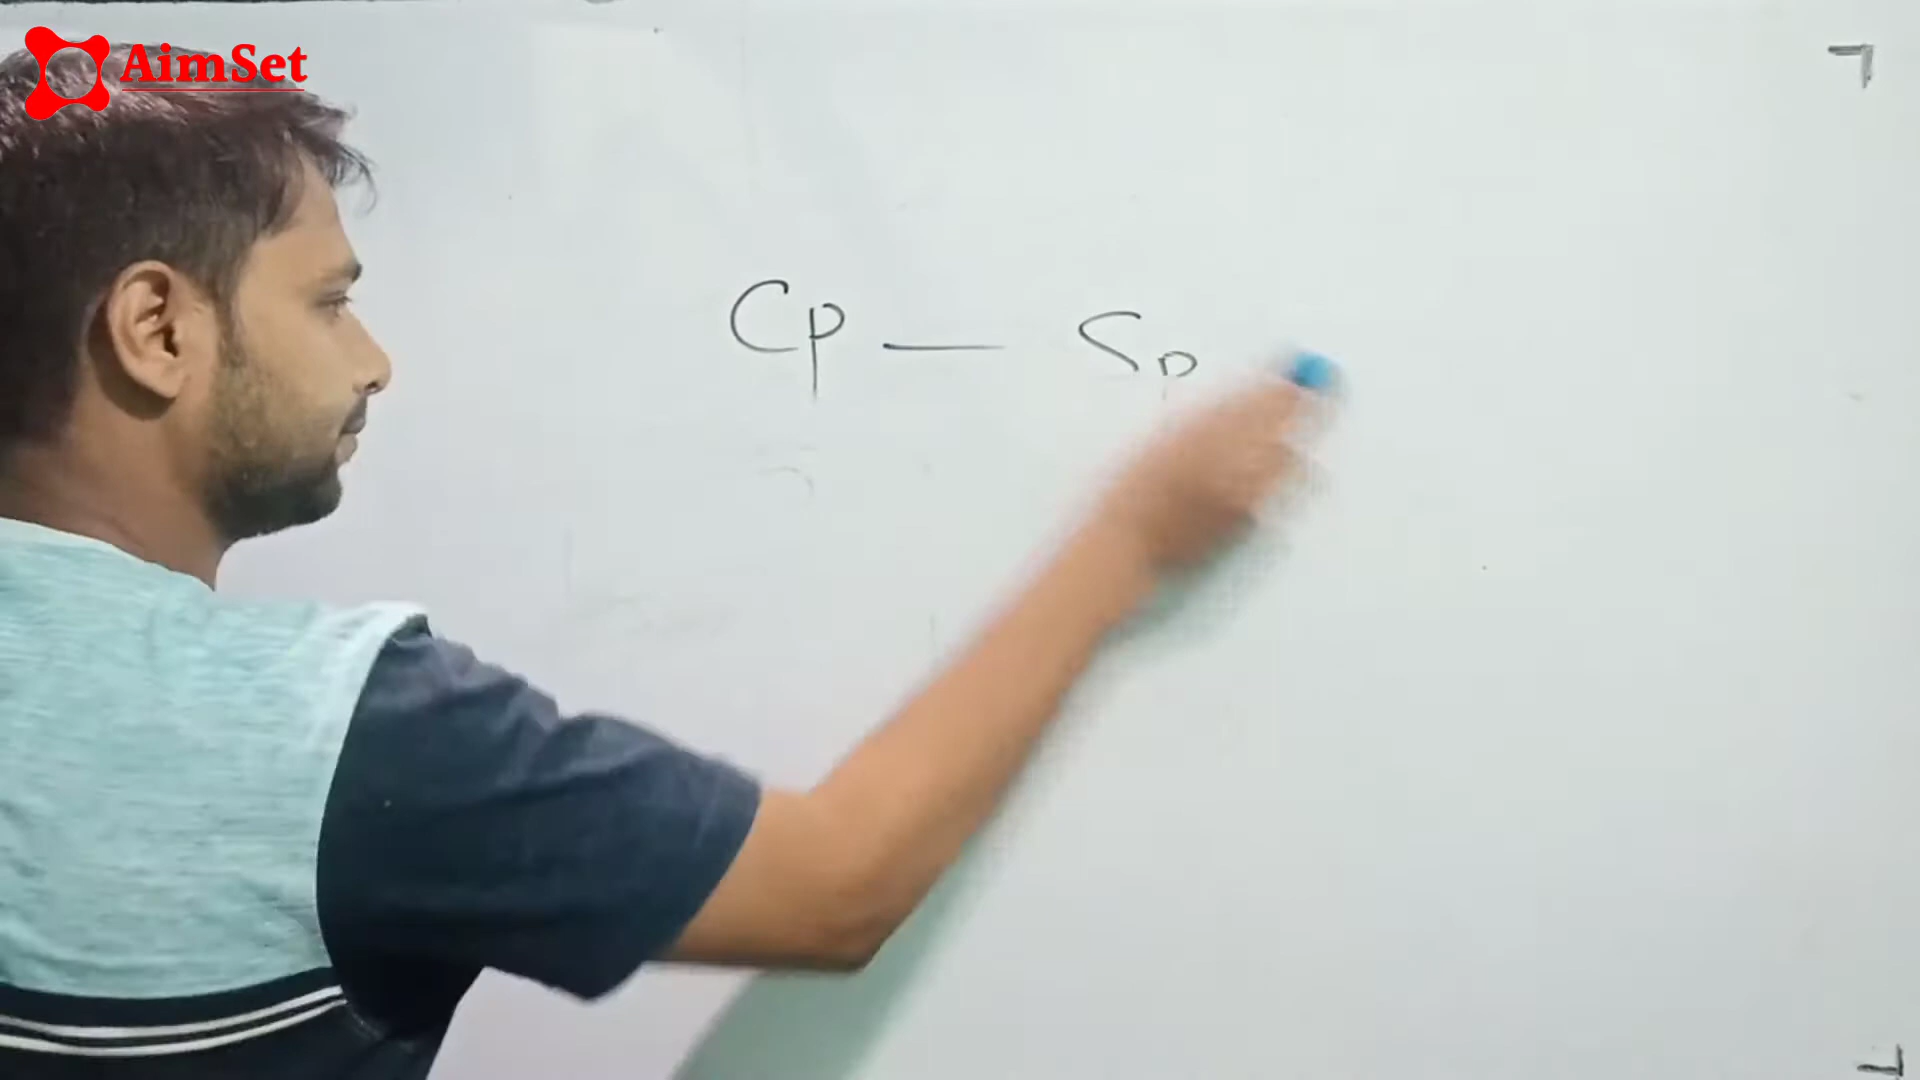 AimSet
Cp — Sp